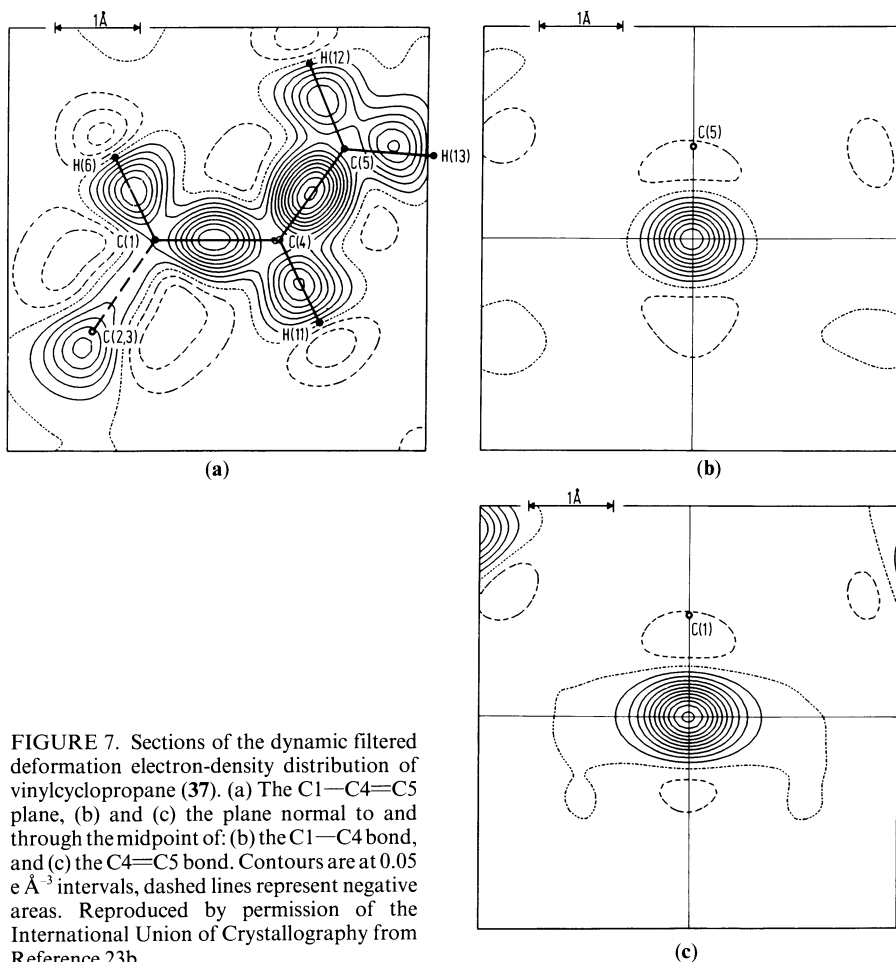 1Å
H(12)
H(6)
C(5)
H(13)
C(1)
C(4)
C(2,3)
H(11)
(a)
1Å
C(5)
(b)
1Å
C(1)
(c)
FIGURE 7. Sections of the dynamic filtered
deformation electron-density distribution of
vinylcyclopropane (37). (a) The C1—C4=C5
plane, (b) and (c) the plane normal to and
through the midpoint of: (b) the C1—C4 bond,
and (c) the C4=C5 bond. Contours are at 0.05
e Å⁻³ intervals, dashed lines represent negative
areas. Reproduced by permission of the
International Union of Crystallography from
Reference 23b